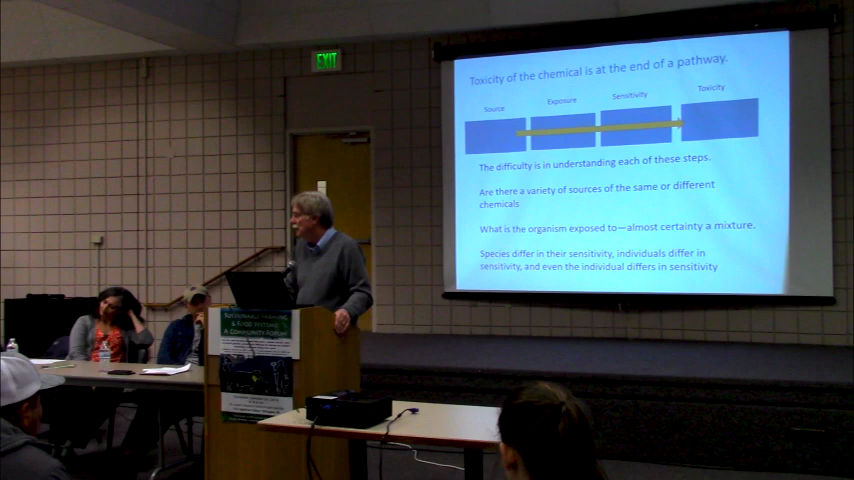 EXIT
Toxicity of the chemical is at the end of a pathway.
Source
Exposure
Sensitivity
Toxicity
The difficulty is in understanding each of these steps.
Are there a variety of sources of the same or different
chemicals
What is the organism exposed to—almost certainty a mixture.
Species differ in their sensitivity, individuals differ in
sensitivity, and even the individual differs in sensitivity
SUSTAINABLE FARMING
& FOOD SYSTEMS
A COMMUNITY FORUM